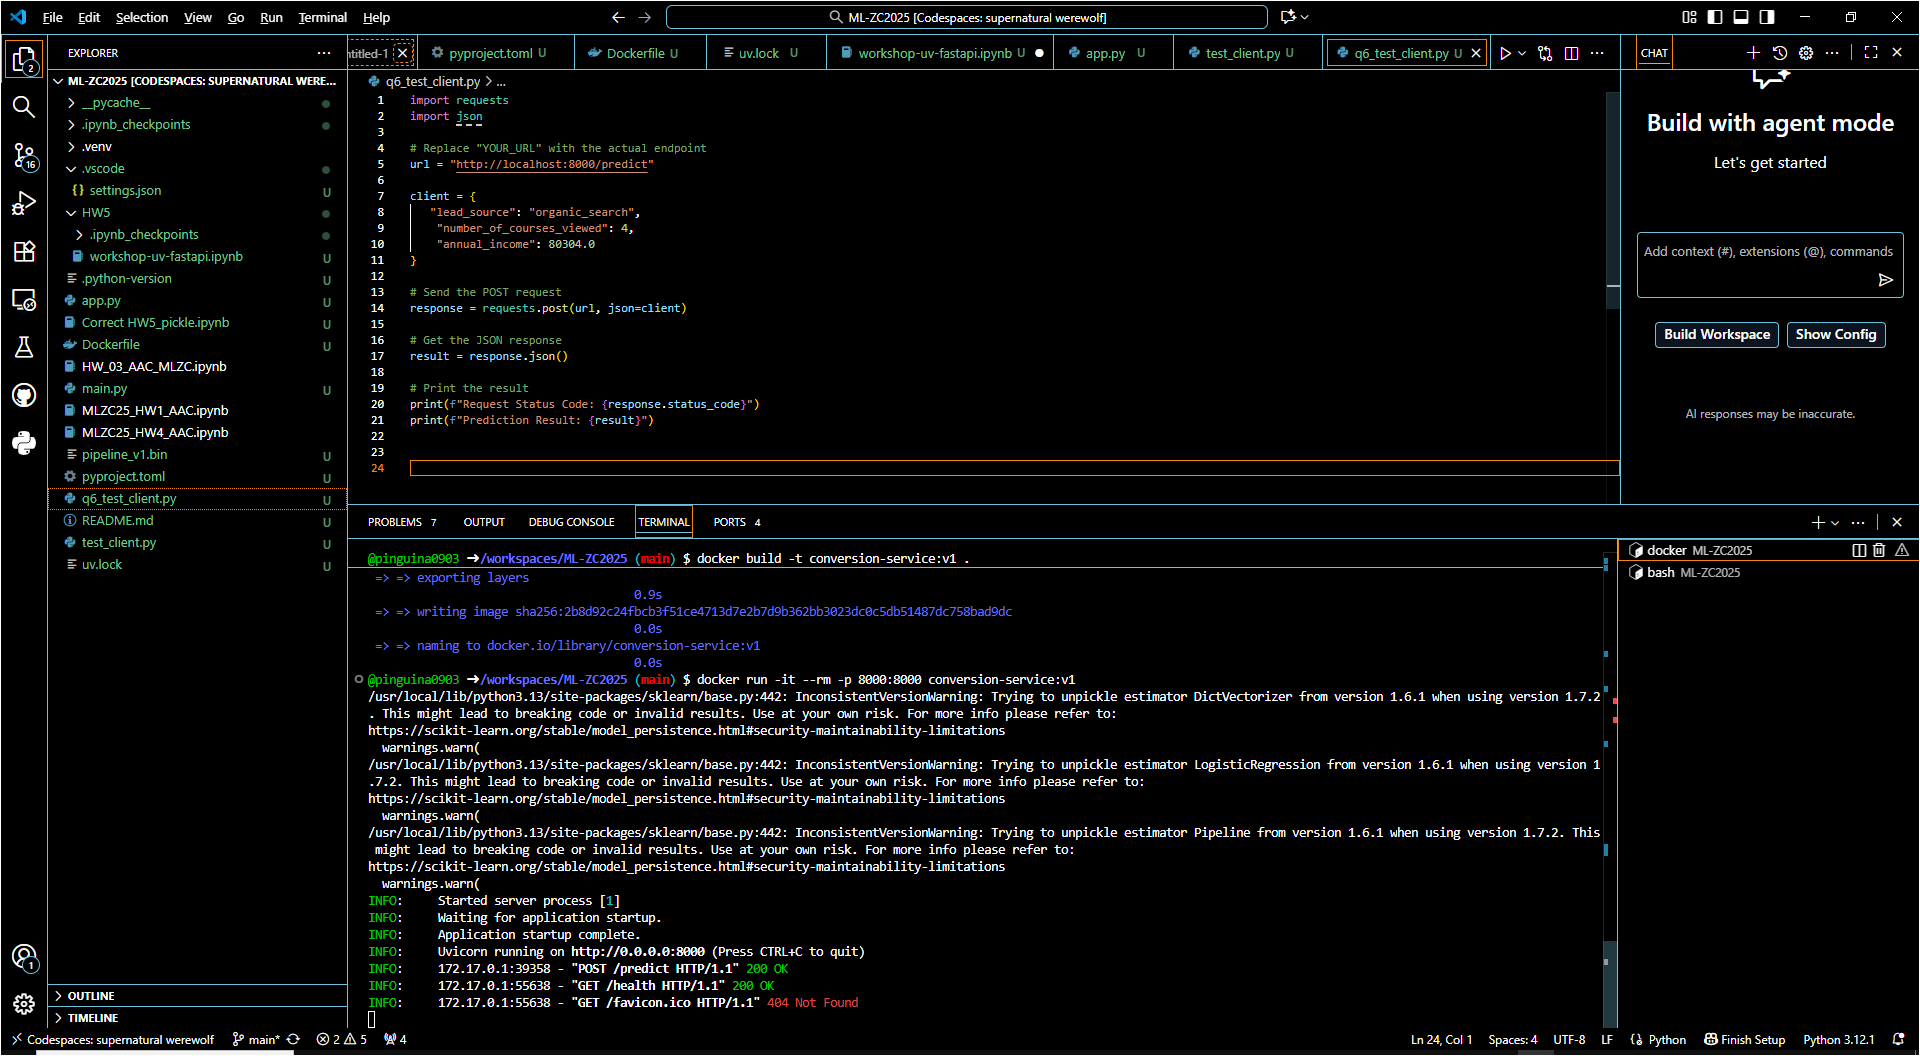 File Edit Selection View Go Run Terminal Help
ML-ZC2025 [Codespaces: supernatural werewolf]
EXPLORER
ML-ZC2025 [CODESPACES: SUPERNATURAL WERE...
__pycache__
.ipynb_checkpoints
.venv
.vscode
settings.json U
HW5
.ipynb_checkpoints
workshop-uv-fastapi.ipynb U
.python-version U
app.py U
Correct HW5_pickle.ipynb U
Dockerfile U
HW_03_AAC_MLZC.ipynb
main.py U
MLZC25_HW1_AAC.ipynb
MLZC25_HW4_AAC.ipynb
pipeline_v1.bin U
pyproject.toml U
q6_test_client.py U
README.md U
test_client.py U
uv.lock U
OUTLINE
TIMELINE
2
16
1
ntitled-1 pyproject.toml U Dockerfile U uv.lock U workshop-uv-fastapi.ipynb U app.py U test_client.py U q6_test_client.py U
q6_test_client.py > ...
1 import requests
2 import json
3
4 # Replace "YOUR_URL" with the actual endpoint
5 url = "http://localhost:8000/predict"
6
7 client = {
8 "lead_source": "organic_search",
9 "number_of_courses_viewed": 4,
10 "annual_income": 80304.0
11 }
12
13 # Send the POST request
14 response = requests.post(url, json=client)
15
16 # Get the JSON response
17 result = response.json()
18
19 # Print the result
20 print(f"Request Status Code: {response.status_code}")
21 print(f"Prediction Result: {result}")
22
23
24
CHAT
Build with agent mode
Let's get started
Add context (#), extensions (@), commands
Build Workspace Show Config
AI responses may be inaccurate.
PROBLEMS 7 OUTPUT DEBUG CONSOLE TERMINAL PORTS 4
@pinguina0903 ➜/workspaces/ML-ZC2025 (main) $ docker build -t conversion-service:v1 .
=> => exporting layers
0.9s
=> => writing image sha256:2b8d92c24fbcb3f51ce4713d7e2b7d9b362bb3023dc0c5db51487dc758bad9dc
0.0s
=> => naming to docker.io/library/conversion-service:v1
0.0s
@pinguina0903 ➜/workspaces/ML-ZC2025 (main) $ docker run -it --rm -p 8000:8000 conversion-service:v1
/usr/local/lib/python3.13/site-packages/sklearn/base.py:442: InconsistentVersionWarning: Trying to unpickle estimator DictVectorizer from version 1.6.1 when using version 1.7.2
. This might lead to breaking code or invalid results. Use at your own risk. For more info please refer to:
https://scikit-learn.org/stable/model_persistence.html#security-maintainability-limitations
warnings.warn(
/usr/local/lib/python3.13/site-packages/sklearn/base.py:442: InconsistentVersionWarning: Trying to unpickle estimator LogisticRegression from version 1.6.1 when using version 1
.7.2. This might lead to breaking code or invalid results. Use at your own risk. For more info please refer to:
https://scikit-learn.org/stable/model_persistence.html#security-maintainability-limitations
warnings.warn(
/usr/local/lib/python3.13/site-packages/sklearn/base.py:442: InconsistentVersionWarning: Trying to unpickle estimator Pipeline from version 1.6.1 when using version 1.7.2. This
might lead to breaking code or invalid results. Use at your own risk. For more info please refer to:
https://scikit-learn.org/stable/model_persistence.html#security-maintainability-limitations
warnings.warn(
INFO: Started server process [1]
INFO: Waiting for application startup.
INFO: Application startup complete.
INFO: Uvicorn running on http://0.0.0.0:8000 (Press CTRL+C to quit)
INFO: 172.17.0.1:39358 - "POST /predict HTTP/1.1" 200 OK
INFO: 172.17.0.1:55638 - "GET /health HTTP/1.1" 200 OK
INFO: 172.17.0.1:55638 - "GET /favicon.ico HTTP/1.1" 404 Not Found
docker ML-ZC2025
bash ML-ZC2025
Codespaces: supernatural werewolf main* 2 5 4 Ln 24, Col 1 Spaces: 4 UTF-8 LF Python Finish Setup Python 3.12.1